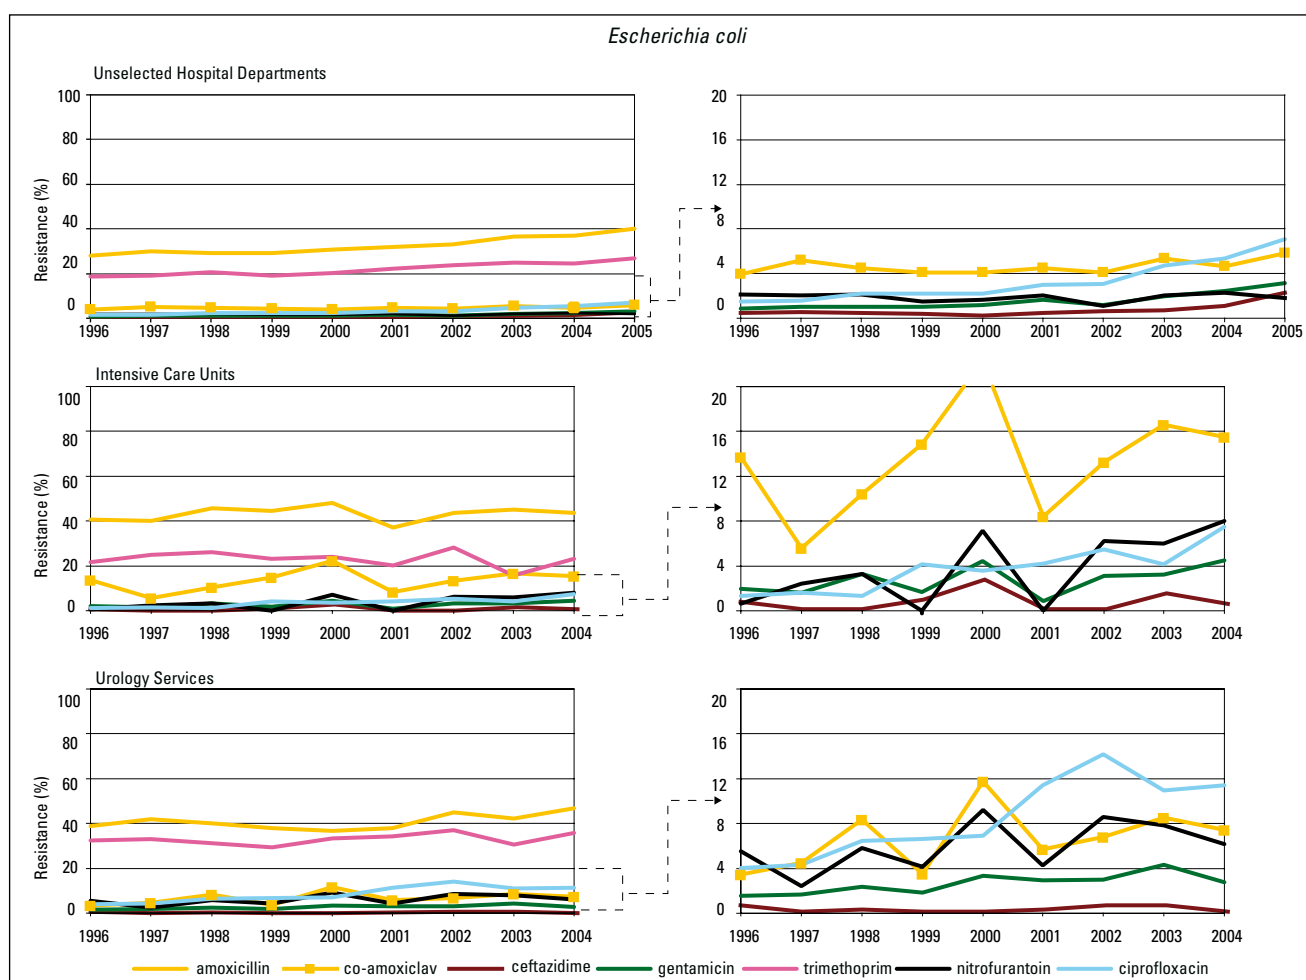 Escherichia coli
Unselected Hospital Departments
Resistance (%)
100
80
60
40
20
0
1996 1997 1998 1999 2000 2001 2002 2003 2004 2005
20
16
12
8
4
0
1996 1997 1998 1999 2000 2001 2002 2003 2004 2005
Intensive Care Units
Resistance (%)
100
80
60
40
20
0
1996 1997 1998 1999 2000 2001 2002 2003 2004
20
16
12
8
4
0
1996 1997 1998 1999 2000 2001 2002 2003 2004
Urology Services
Resistance (%)
100
80
60
40
20
0
1996 1997 1998 1999 2000 2001 2002 2003 2004
20
16
12
8
4
0
1996 1997 1998 1999 2000 2001 2002 2003 2004
amoxicillin co-amoxiclav ceftazidime gentamicin trimethoprim nitrofurantoin ciprofloxacin